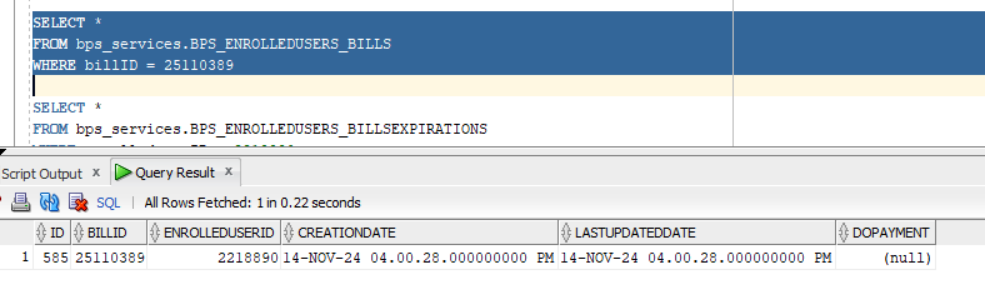 SELECT *
FROM bps_services.BPS_ENROLLEDUSERS_BILLS
WHERE billID = 25110389
SELECT *
FROM bps_services.BPS_ENROLLEDUSERS_BILLSEXPIRATIONS
Script Output x Query Result x
SQL | All Rows Fetched: 1 in 0.22 seconds
ID BILLID ENROLLEDUSERID CREATIONDATE LASTUPDATEDDATE DOPAYMENT
1 585 25110389 2218890 14-NOV-24 04.00.28.000000000 PM 14-NOV-24 04.00.28.000000000 PM (null)